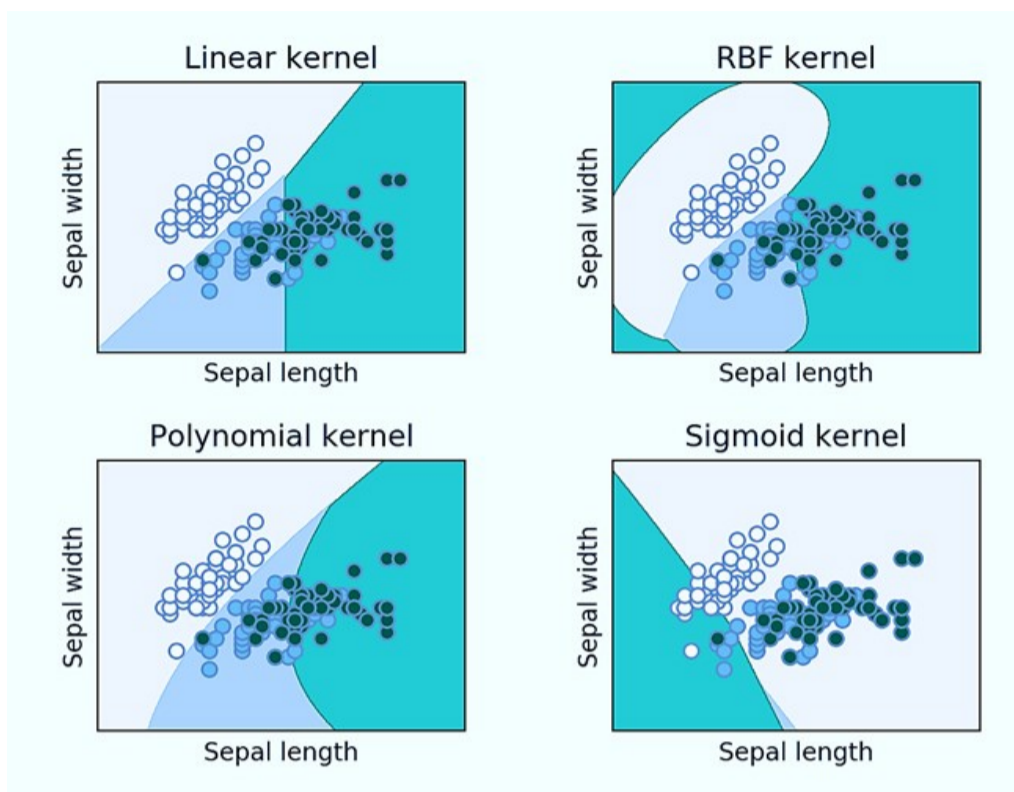 Linear kernel
Sepal width
Sepal length
RBF kernel
Sepal width
Sepal length
Polynomial kernel
Sepal width
Sepal length
Sigmoid kernel
Sepal width
Sepal length